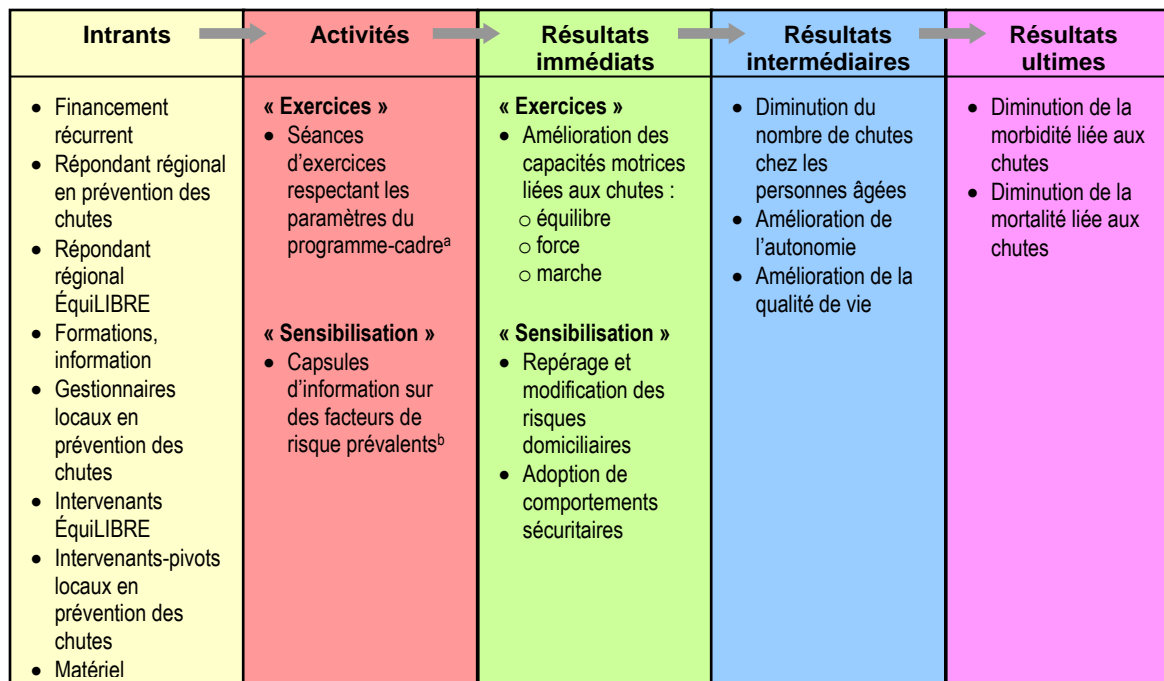 Intrants
Activités
Résultats
immédiats
Résultats
intermédiaires
Résultats
ultimes
• Financement
récurrent
• Répondant régional
en prévention des
chutes
• Répondant
régional
ÉquiLIBRE
• Formations,
information
• Gestionnaires
locaux en
prévention des
chutes
• Intervenants
ÉquiLIBRE
• Intervenants-pivots
locaux en
prévention des
chutes
• Matériel
« Exercices »
• Séances
d’exercices
respectant les
paramètres du
programme-cadreᵃ
« Sensibilisation »
• Capsules
d’information sur
des facteurs de
risque prévalentsᵇ
« Exercices »
• Amélioration des
capacités motrices
liées aux chutes :
o équilibre
o force
o marche
« Sensibilisation »
• Repérage et
modification des
risques
domiciliaires
• Adoption de
comportements
sécuritaires
• Diminution du
nombre de chutes
chez les
personnes âgées
• Amélioration de
l’autonomie
• Amélioration de la
qualité de vie
• Diminution de la
morbidité liée aux
chutes
• Diminution de la
mortalité liée aux
chutes